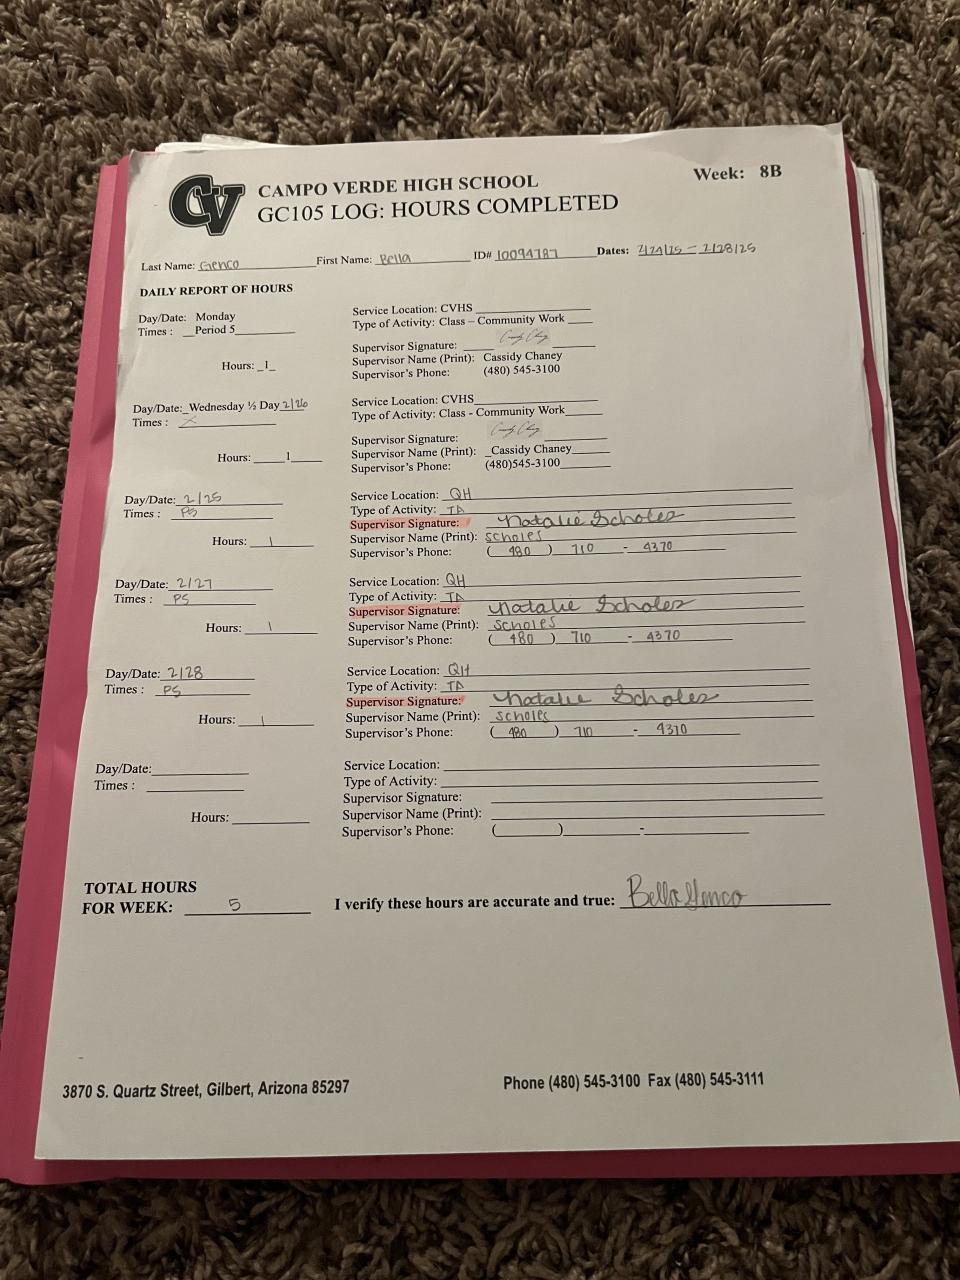 CV
Week: 8B
CAMPO VERDE HIGH SCHOOL
GC105 LOG: HOURS COMPLETED
Last Name: Genco First Name: Bella ID# 10094787 Dates: 2/24/25 - 2/28/25
DAILY REPORT OF HOURS
Day/Date: Monday
Times : Period 5
Hours: 1
Service Location: CVHS
Type of Activity: Class – Community Work
Supervisor Signature:
Supervisor Name (Print): Cassidy Chaney
Supervisor's Phone: (480) 545-3100
Day/Date: Wednesday ½ Day 2/26
Times : X
Hours: 1
Service Location: CVHS
Type of Activity: Class - Community Work
Supervisor Signature:
Supervisor Name (Print): Cassidy Chaney
Supervisor's Phone: (480)545-3100
Day/Date: 2/25
Times : P5
Hours: 1
Service Location: QH
Type of Activity: TA
Supervisor Signature: Natalie Scholes
Supervisor Name (Print): scholes
Supervisor's Phone: ( 480 ) 710 - 4370
Day/Date: 2/27
Times : P5
Hours: 1
Service Location: QH
Type of Activity: TA
Supervisor Signature: Natalie Scholes
Supervisor Name (Print): scholes
Supervisor's Phone: ( 480 ) 710 - 4370
Day/Date: 2/28
Times : P5
Hours: 1
Service Location: QH
Type of Activity: TA
Supervisor Signature: Natalie Scholes
Supervisor Name (Print): scholes
Supervisor's Phone: ( 480 ) 710 - 4370
Day/Date:
Times :
Hours:
Service Location:
Type of Activity:
Supervisor Signature:
Supervisor Name (Print):
Supervisor's Phone: ( ) -
TOTAL HOURS
FOR WEEK: 5
I verify these hours are accurate and true: Bella Genco
3870 S. Quartz Street, Gilbert, Arizona 85297
Phone (480) 545-3100 Fax (480) 545-3111